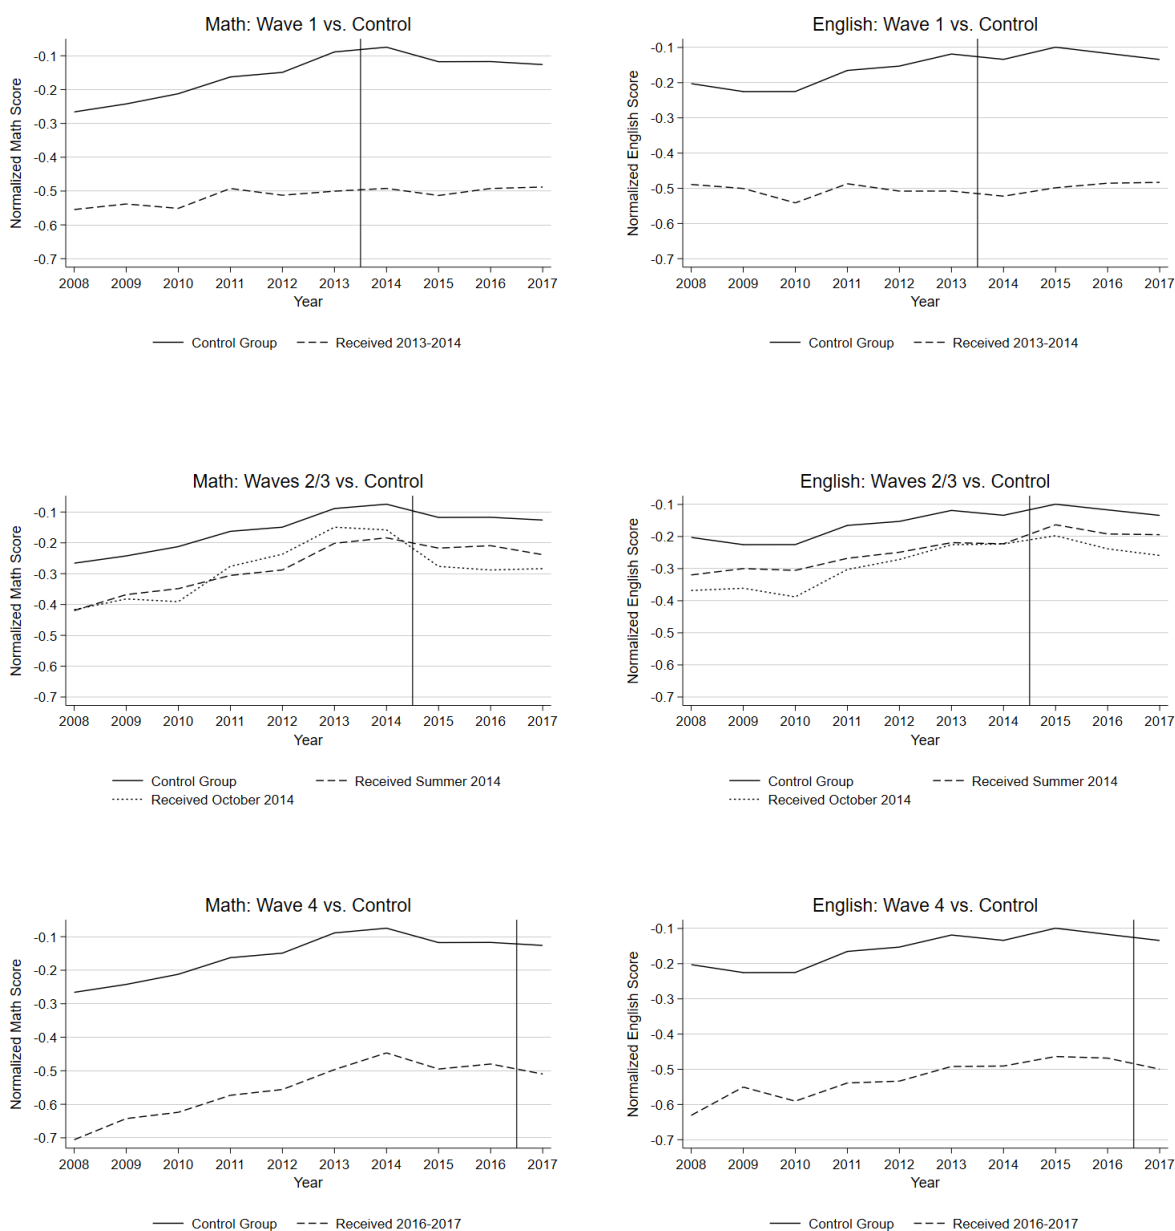 Math: Wave 1 vs. Control
Normalized Math Score
-0.1
-0.2
-0.3
-0.4
-0.5
-0.6
-0.7
2008 2009 2010 2011 2012 2013 2014 2015 2016 2017
Year
Control Group Received 2013-2014
English: Wave 1 vs. Control
Normalized English Score
-0.1
-0.2
-0.3
-0.4
-0.5
-0.6
-0.7
2008 2009 2010 2011 2012 2013 2014 2015 2016 2017
Year
Control Group Received 2013-2014
Math: Waves 2/3 vs. Control
Normalized Math Score
-0.1
-0.2
-0.3
-0.4
-0.5
-0.6
-0.7
2008 2009 2010 2011 2012 2013 2014 2015 2016 2017
Year
Control Group Received Summer 2014
Received October 2014
English: Waves 2/3 vs. Control
Normalized English Score
-0.1
-0.2
-0.3
-0.4
-0.5
-0.6
-0.7
2008 2009 2010 2011 2012 2013 2014 2015 2016 2017
Year
Control Group Received Summer 2014
Received October 2014
Math: Wave 4 vs. Control
Normalized Math Score
-0.1
-0.2
-0.3
-0.4
-0.5
-0.6
-0.7
2008 2009 2010 2011 2012 2013 2014 2015 2016 2017
Year
Control Group Received 2016-2017
English: Wave 4 vs. Control
Normalized English Score
-0.1
-0.2
-0.3
-0.4
-0.5
-0.6
-0.7
2008 2009 2010 2011 2012 2013 2014 2015 2016 2017
Year
Control Group Received 2016-2017